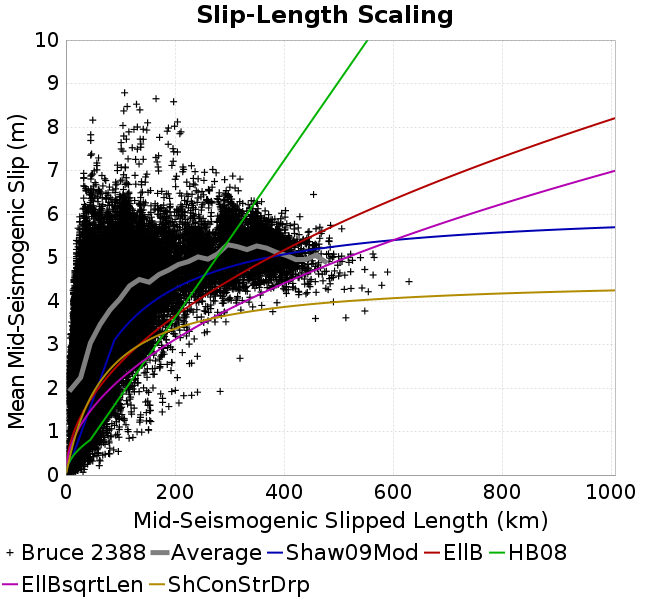 Slip-Length Scaling
Mean Mid-Seismogenic Slip (m)
10
9
8
7
6
5
4
3
2
1
0
0 200 400 600 800 1000
Mid-Seismogenic Slipped Length (km)
Bruce 2388 Average Shaw09Mod EllB HB08
EllBsqrtLen ShConStrDrp